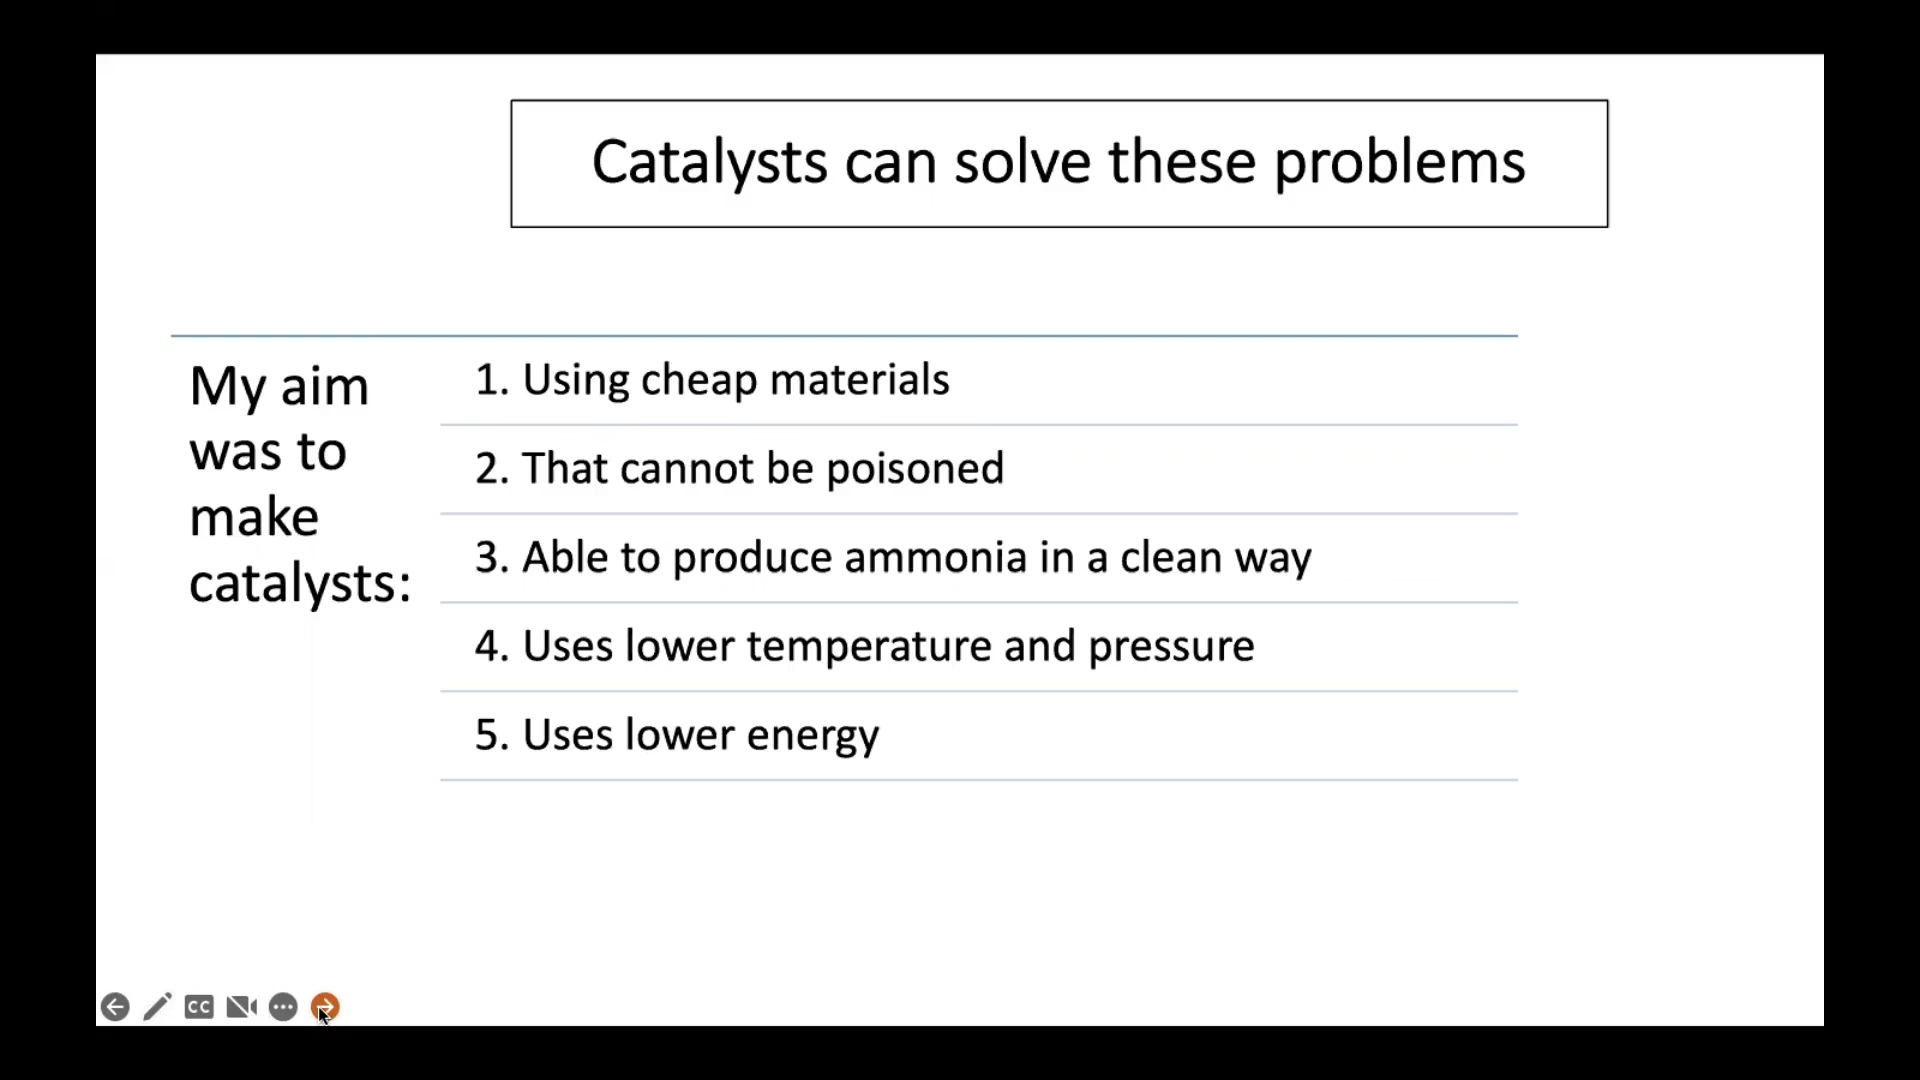 Catalysts can solve these problems
My aim
was to
make
catalysts:
1. Using cheap materials
2. That cannot be poisoned
3. Able to produce ammonia in a clean way
4. Uses lower temperature and pressure
5. Uses lower energy
CC